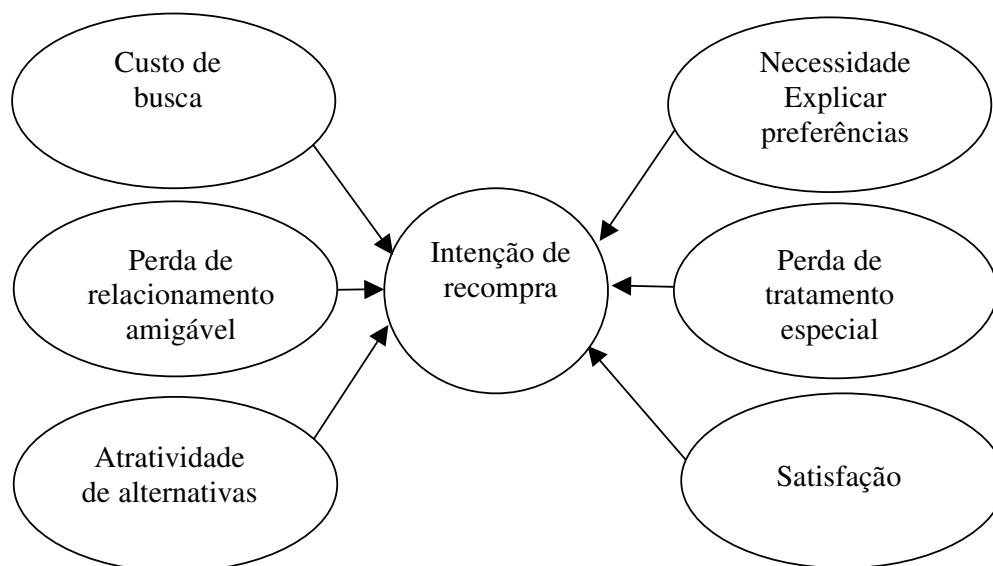 Custo de
busca
Necessidade
Explicar
preferências
Perda de
relacionamento
amigável
Intenção de
recompra
Perda de
tratamento
especial
Atratividade
de alternativas
Satisfação